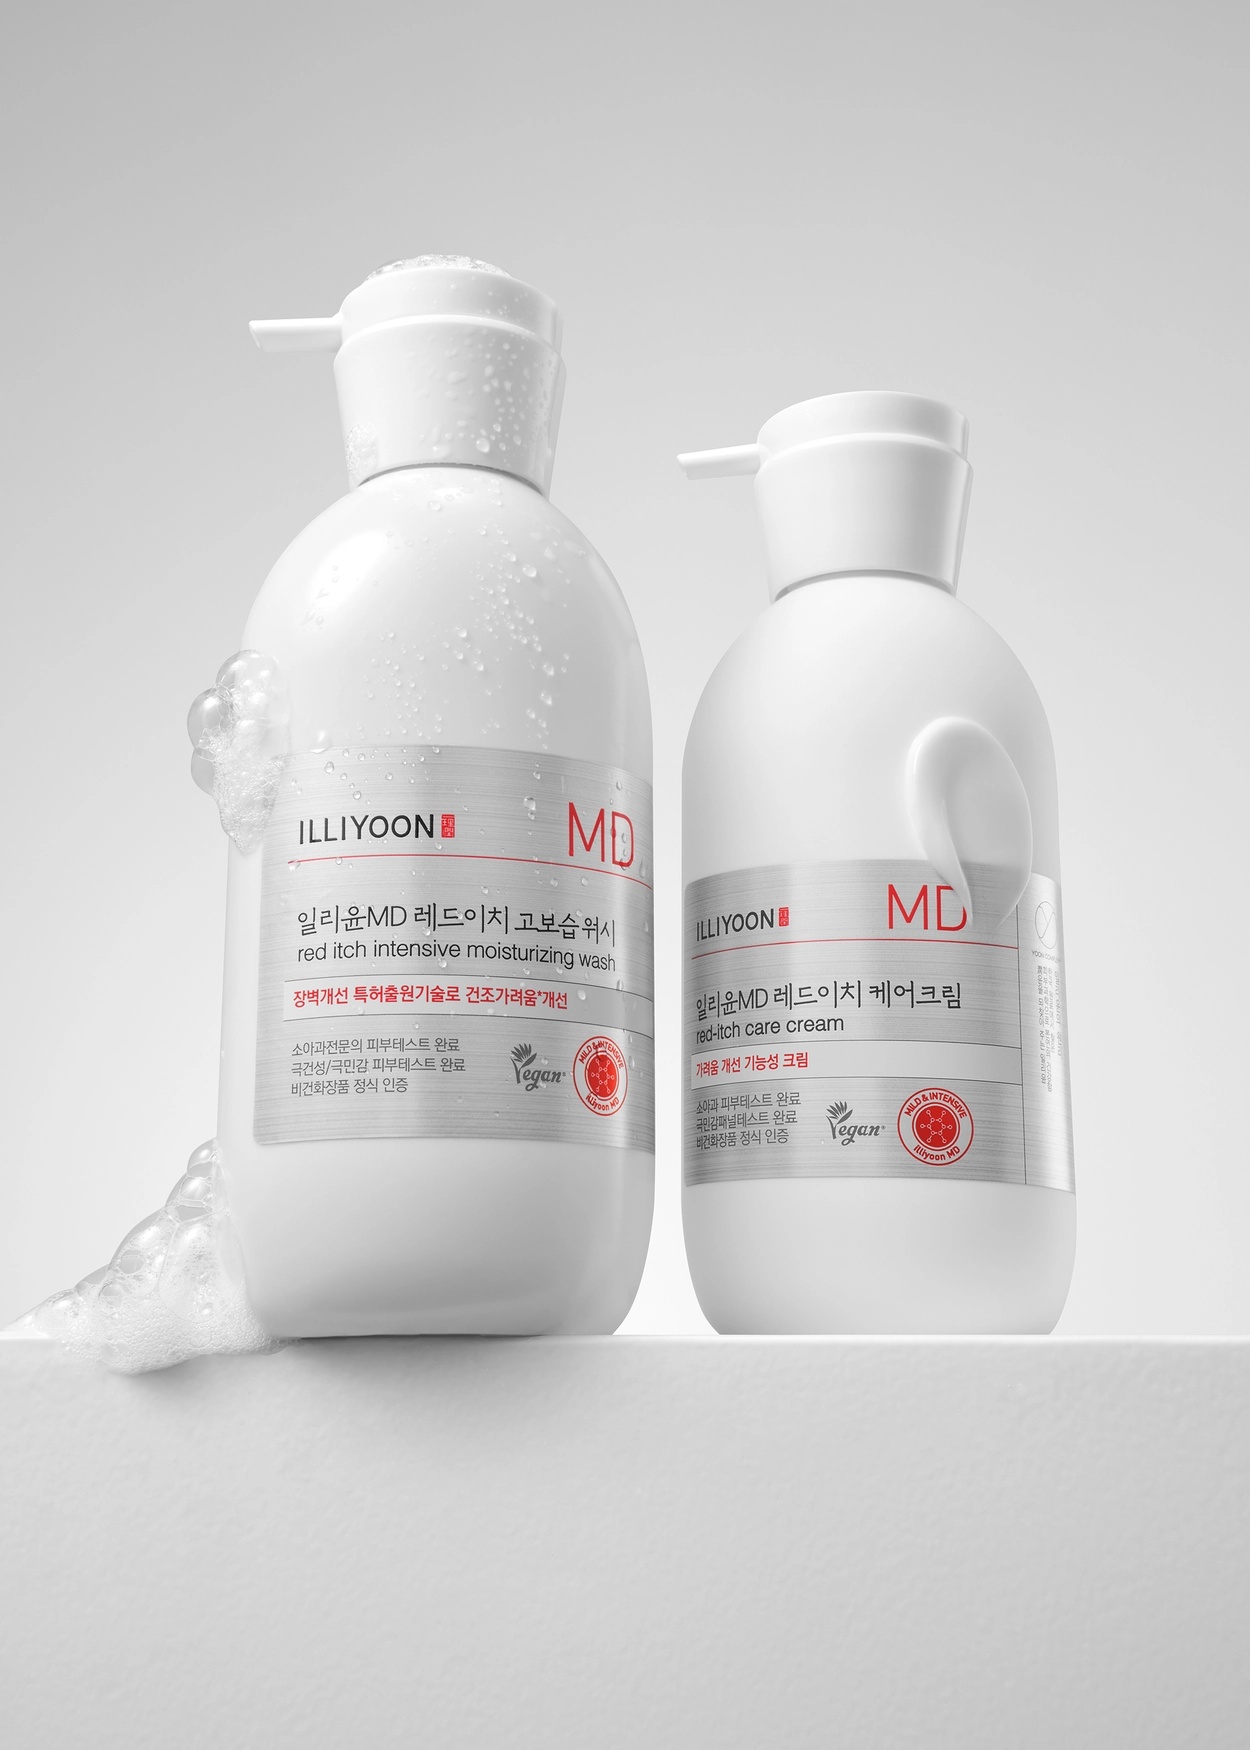 ILLIYOON
MD
일리윤MD 레드이치 고보습 워시
red itch intensive moisturizing wash
장벽개선 특허출원기술로 건조가려움*개선
소아과전문의 피부테스트 완료
극건성/극민감 피부테스트 완료
비건화장품 정식 인증
Vegan
MILD & INTENSIVE
illiyoon MD
ILLIYOON
MD
일리윤MD 레드이치 케어크림
red-itch care cream
가려움 개선 기능성 크림
소아과 피부테스트 완료
극민감패널테스트 완료
비건화장품 정식 인증
Vegan
MILD & INTENSIVE
illiyoon MD